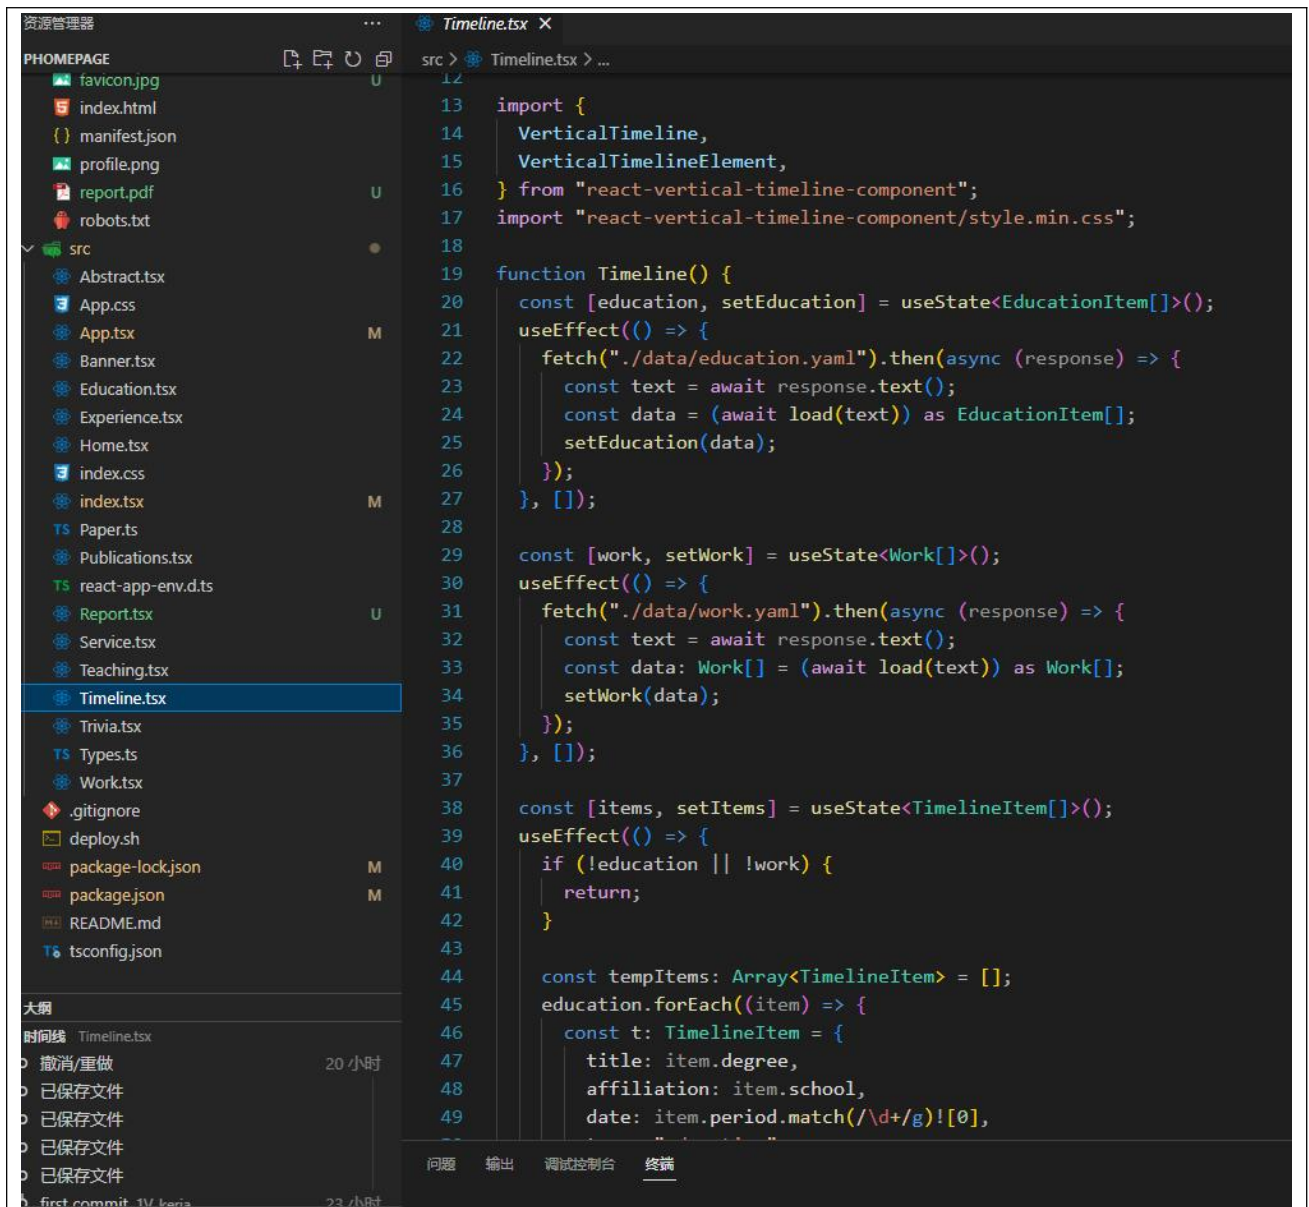 资源管理器 ···
PHOMEPAGE
favicon.jpg U
index.html
{} manifest.json
profile.png
report.pdf U
robots.txt
src
Abstract.tsx
App.css
App.tsx M
Banner.tsx
Education.tsx
Experience.tsx
Home.tsx
index.css
index.tsx M
TS Paper.ts
Publications.tsx
TS react-app-env.d.ts
Report.tsx U
Service.tsx
Teaching.tsx
Timeline.tsx
Trivia.tsx
TS Types.ts
Work.tsx
.gitignore
deploy.sh
package-lock.json M
package.json M
README.md
TS tsconfig.json
大纲
时间线 Timeline.tsx
撤消/重做 20 小时
已保存文件
已保存文件
已保存文件
已保存文件
first commit 23 小时
Timeline.tsx
src > Timeline.tsx > ...
12
13 import {
14 VerticalTimeline,
15 VerticalTimelineElement,
16 } from "react-vertical-timeline-component";
17 import "react-vertical-timeline-component/style.min.css";
18
19 function Timeline() {
20 const [education, setEducation] = useState<EducationItem[]>();
21 useEffect(() => {
22 fetch("./data/education.yaml").then(async (response) => {
23 const text = await response.text();
24 const data = (await load(text)) as EducationItem[];
25 setEducation(data);
26 });
27 }, []);
28
29 const [work, setWork] = useState<Work[]>();
30 useEffect(() => {
31 fetch("./data/work.yaml").then(async (response) => {
32 const text = await response.text();
33 const data: Work[] = (await load(text)) as Work[];
34 setWork(data);
35 });
36 }, []);
37
38 const [items, setItems] = useState<TimelineItem[]>();
39 useEffect(() => {
40 if (!education || !work) {
41 return;
42 }
43
44 const tempItems: Array<TimelineItem> = [];
45 education.forEach((item) => {
46 const t: TimelineItem = {
47 title: item.degree,
48 affiliation: item.school,
49 date: item.period.match(/\d+/g)![0],
问题 输出 调试控制台 终端